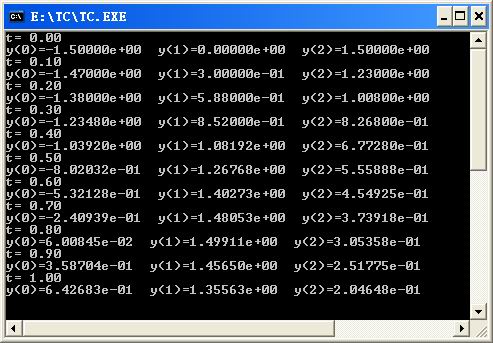 E:\TC\TC.EXE
t= 0.00
y(0)=-1.50000e+00  y(1)=0.00000e+00  y(2)=1.50000e+00
t= 0.10
y(0)=-1.47000e+00  y(1)=3.00000e-01  y(2)=1.23000e+00
t= 0.20
y(0)=-1.38000e+00  y(1)=5.88000e-01  y(2)=1.00800e+00
t= 0.30
y(0)=-1.23480e+00  y(1)=8.52000e-01  y(2)=8.26800e-01
t= 0.40
y(0)=-1.03920e+00  y(1)=1.08192e+00  y(2)=6.77280e-01
t= 0.50
y(0)=-8.02032e-01  y(1)=1.26768e+00  y(2)=5.55888e-01
t= 0.60
y(0)=-5.32128e-01  y(1)=1.40273e+00  y(2)=4.54925e-01
t= 0.70
y(0)=-2.40939e-01  y(1)=1.48053e+00  y(2)=3.73918e-01
t= 0.80
y(0)=6.00845e-02  y(1)=1.49911e+00  y(2)=3.05358e-01
t= 0.90
y(0)=3.58704e-01  y(1)=1.45650e+00  y(2)=2.51775e-01
t= 1.00
y(0)=6.42683e-01  y(1)=1.35563e+00  y(2)=2.04648e-01